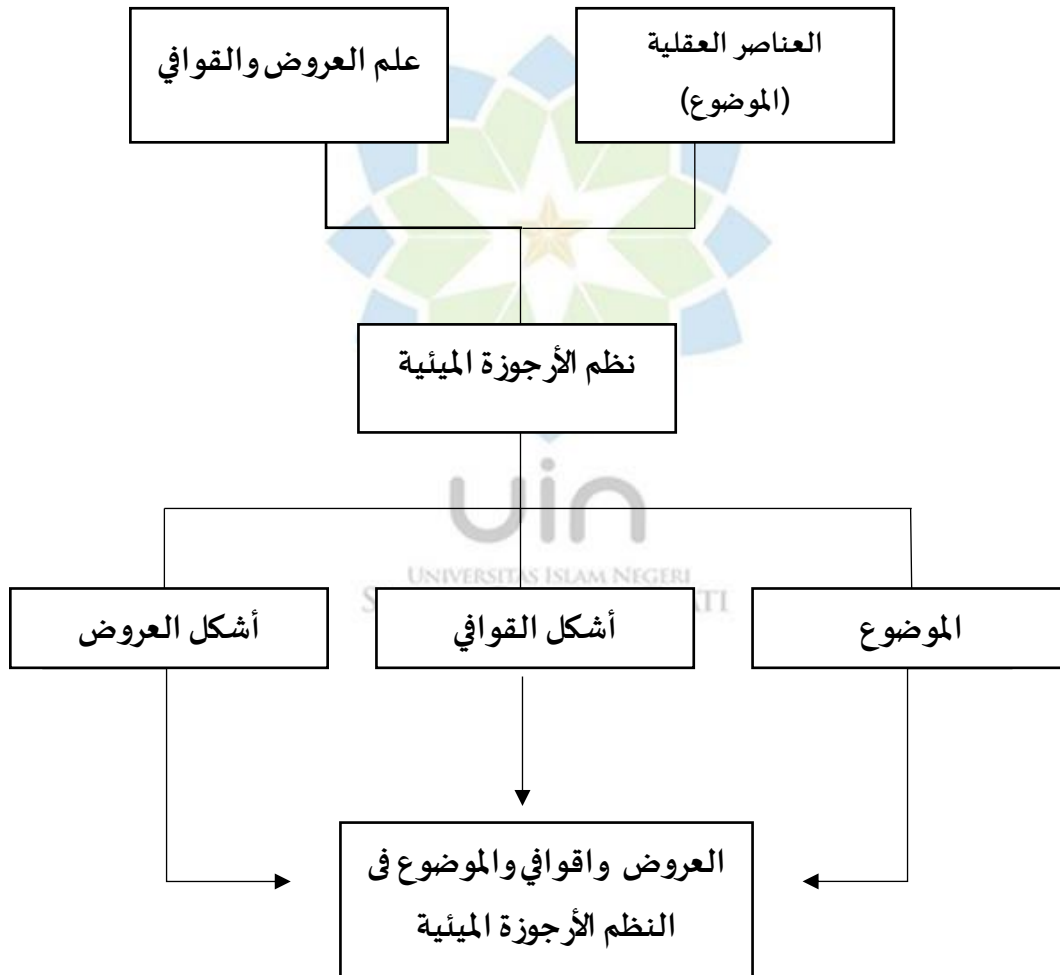 العناصر العقلية
(الموضوع)
علم العروض والقوافي
نظم الأرجوزة الميئية
uin
UNIVERSITAS ISLAM NEGERI
الموضوع
أشكل القوافي
أشكل العروض
العروض واقوافي والموضوع فى
النظم الأرجوزة الميئية